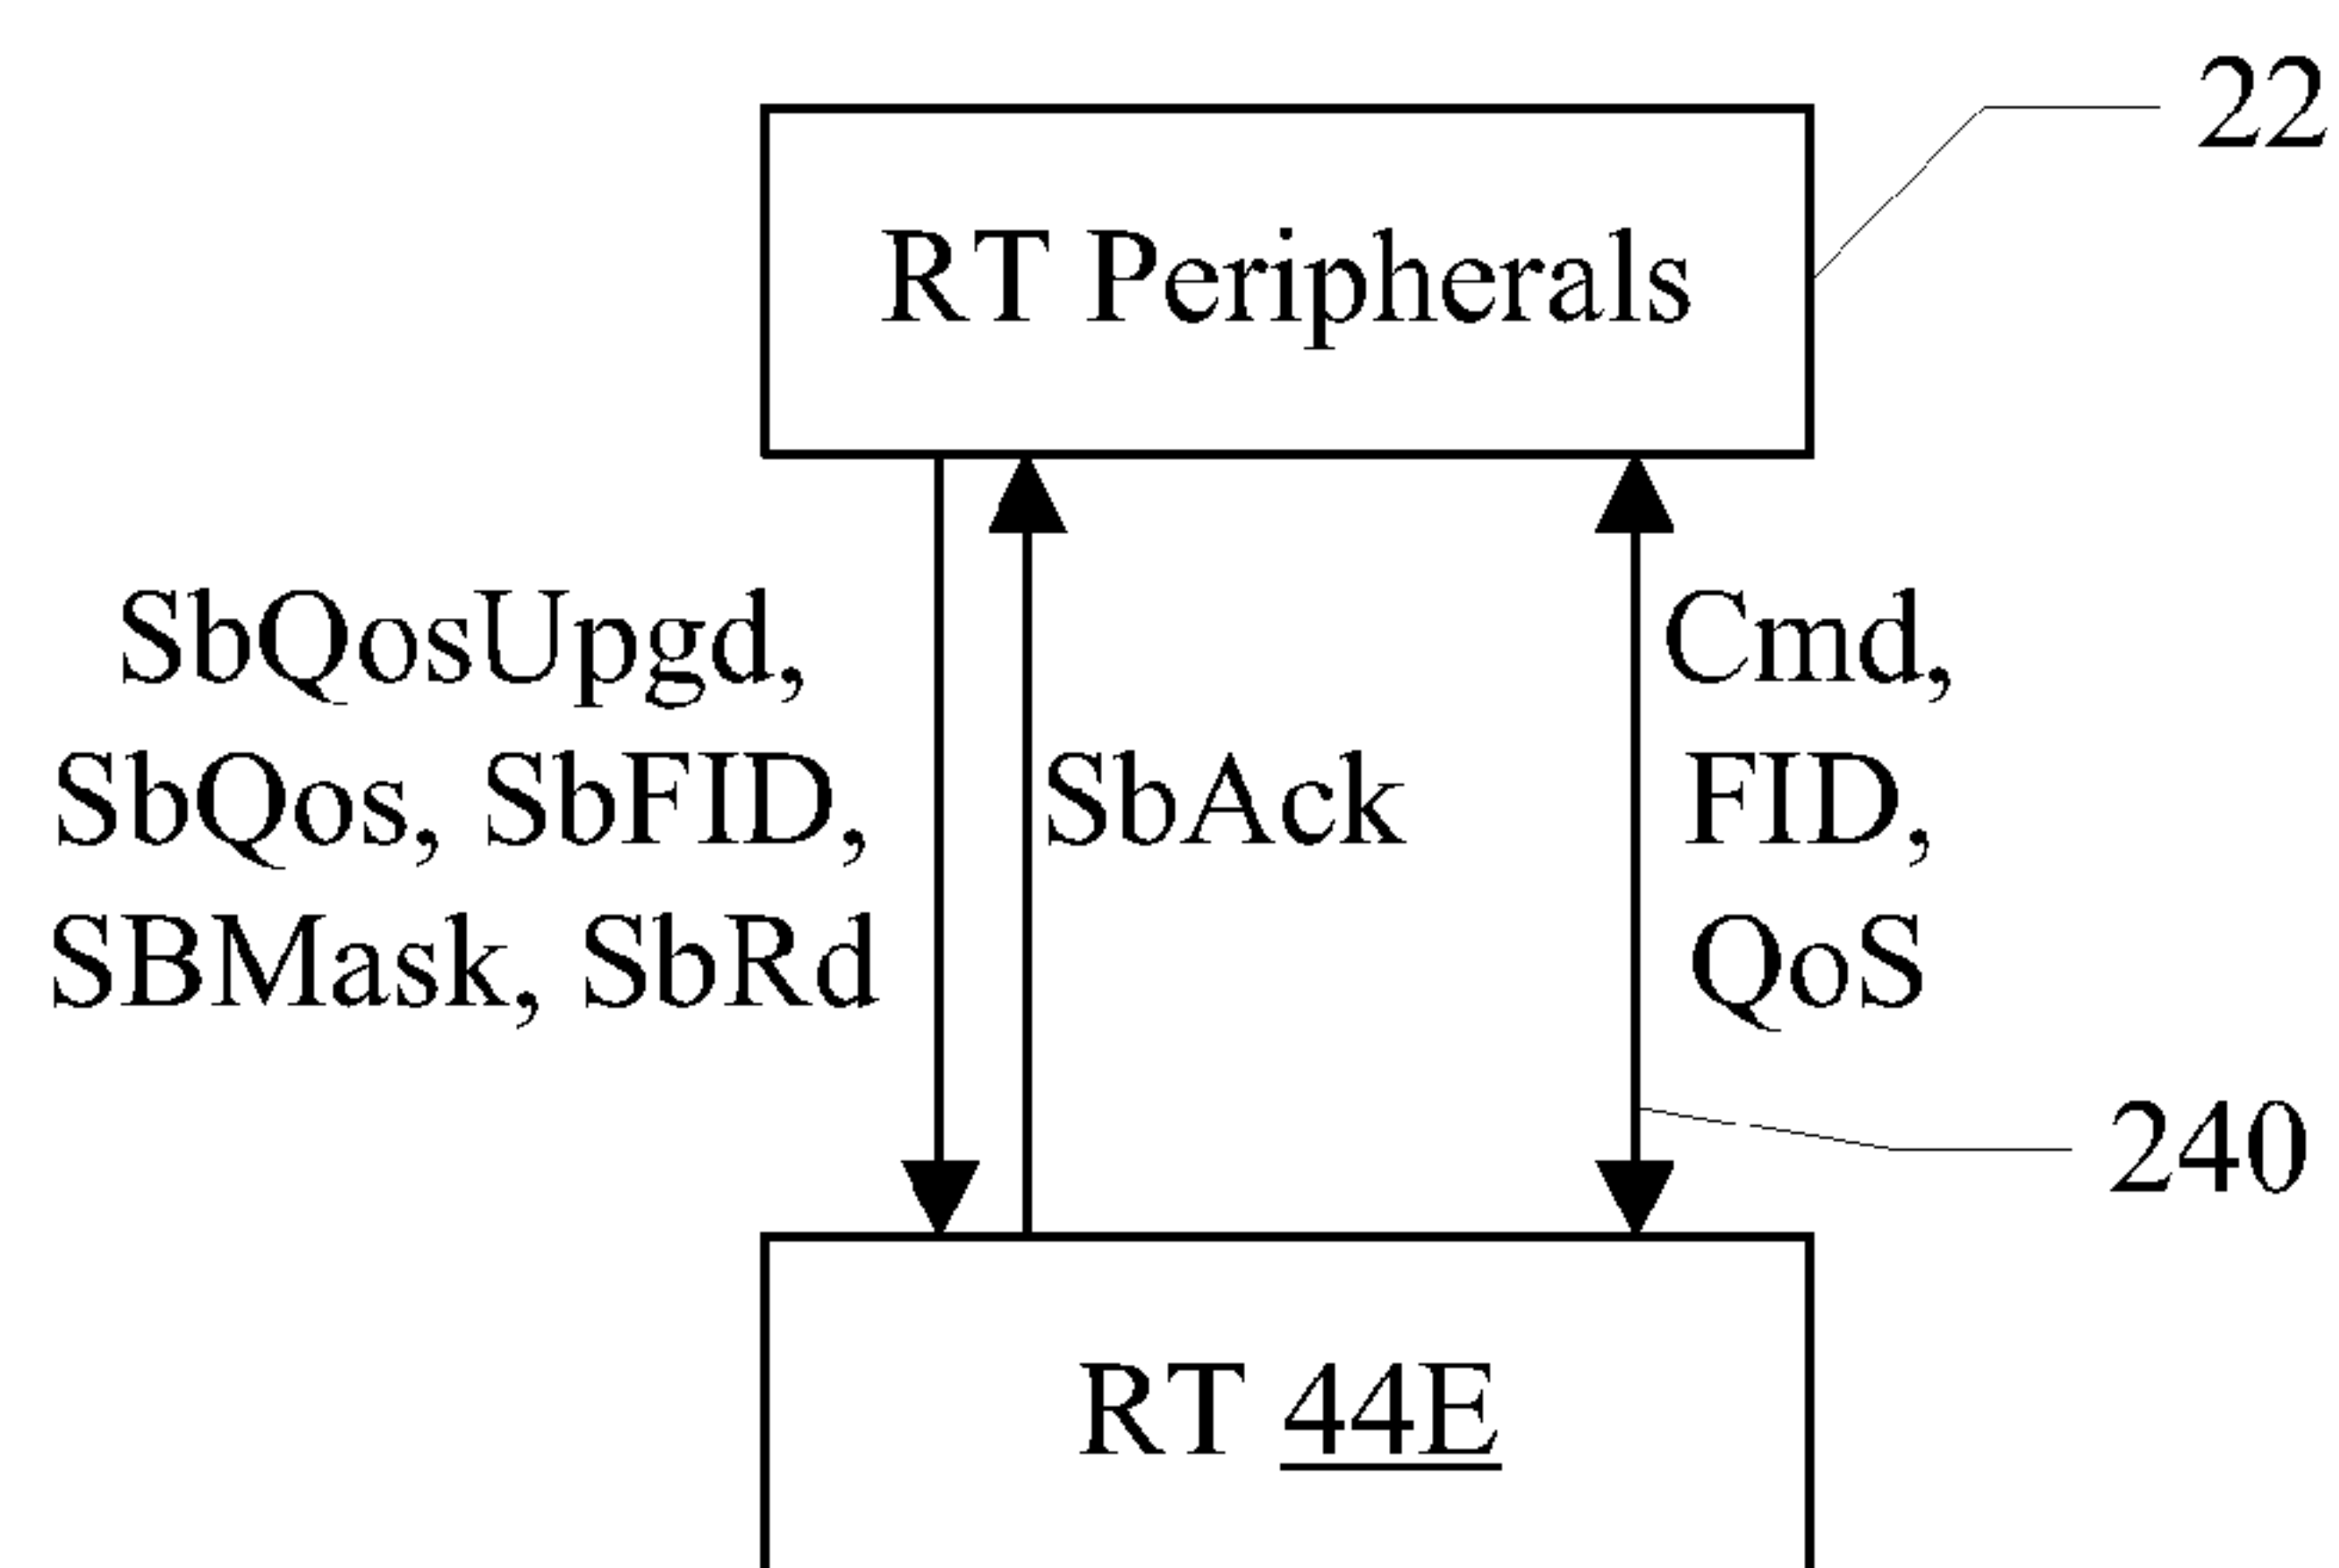 22
RT Peripherals
SbQosUpgd,
SbQos, SbFID,
SBMask, SbRd
SbAck
Cmd,
FID,
QoS
240
RT 44E